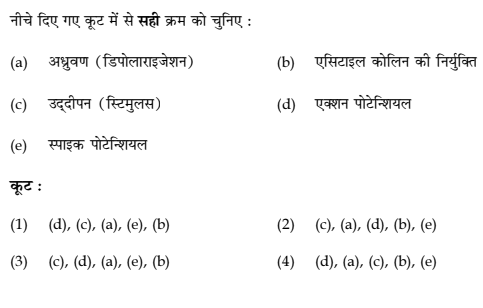 नीचे दिए गए कूट में से सही क्रम को चुनिए :
(a) अध्रुवण (डिपोलाराइजेशन) (b) एसिटाइल कोलिन की निर्युक्ति
(c) उद्‌दीपन (स्टिमुलस) (d) एक्शन पोटेन्शियल
(e) स्पाइक पोटेन्शियल
कूट :
(1) (d), (c), (a), (e), (b) (2) (c), (a), (d), (b), (e)
(3) (c), (d), (a), (e), (b) (4) (d), (a), (c), (b), (e)